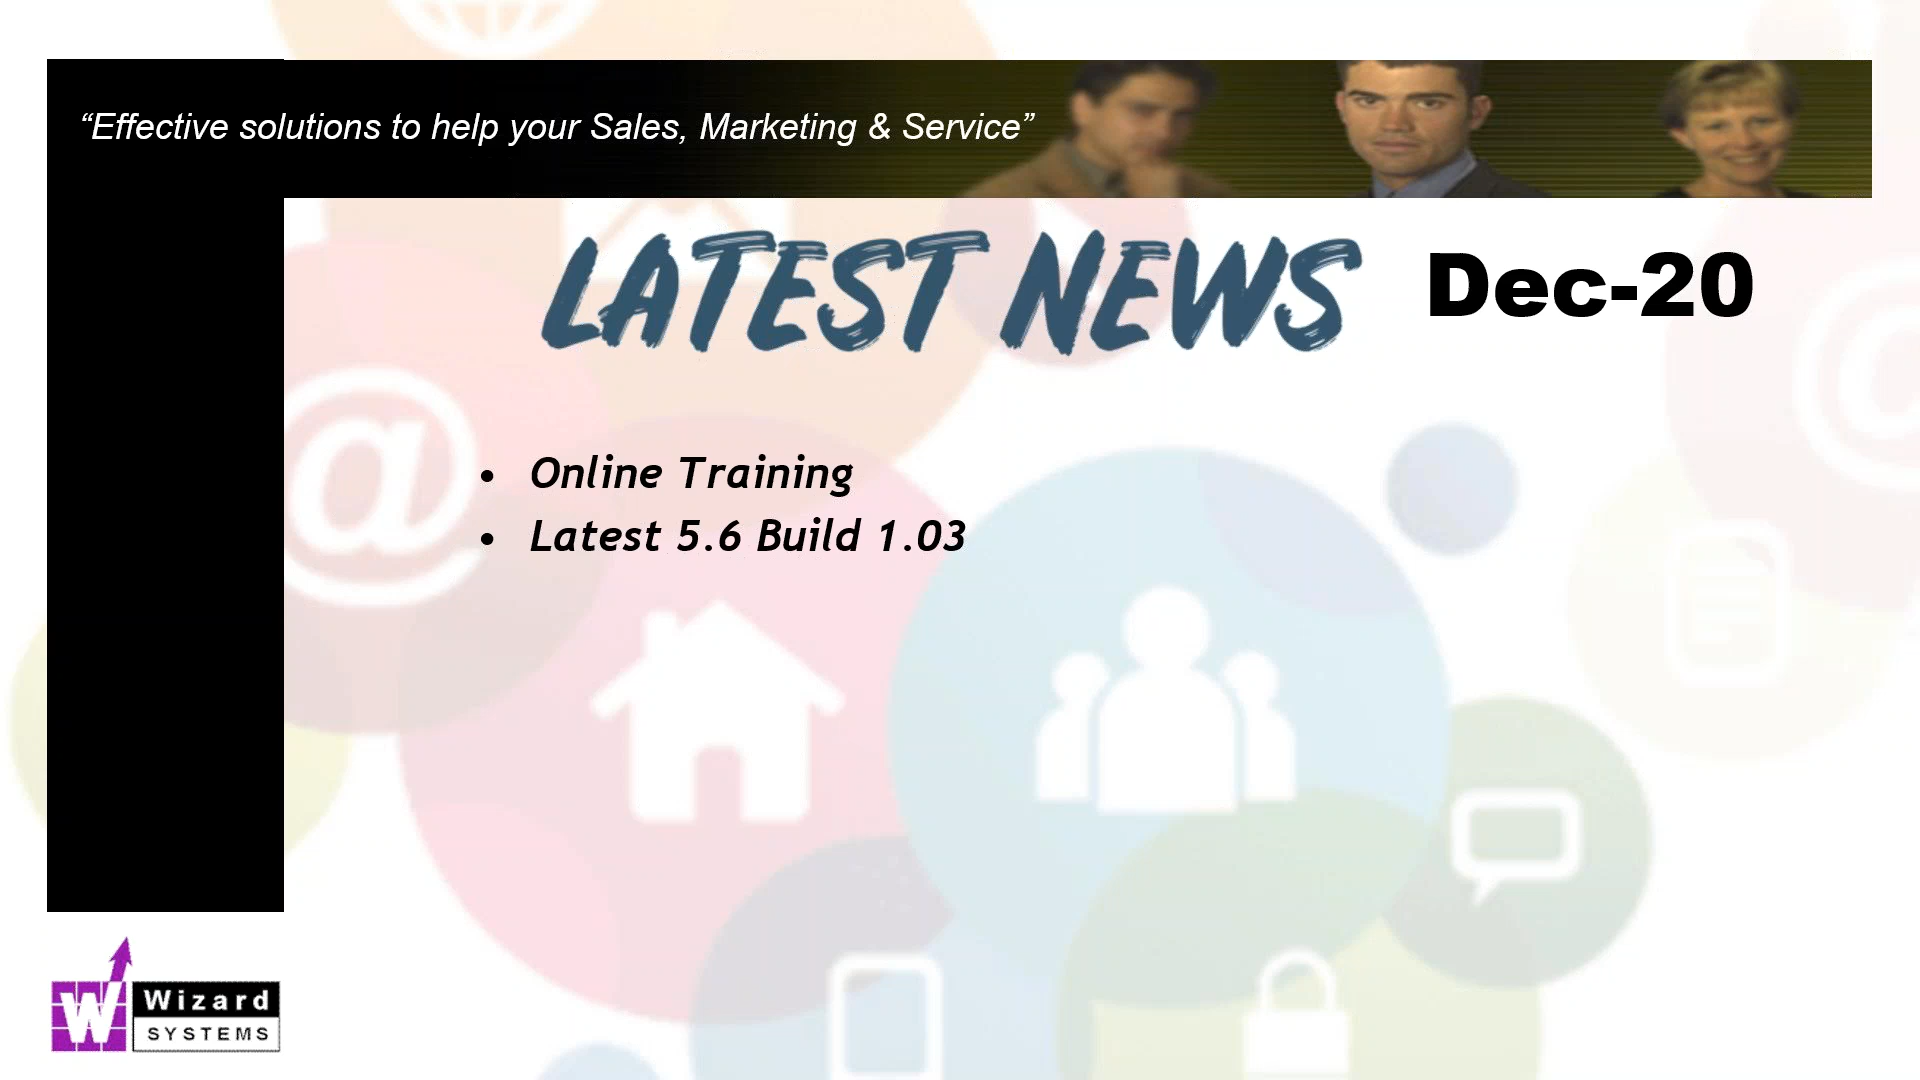 “Effective solutions to help your Sales, Marketing & Service”
LATEST NEWS Dec-20
• Online Training
• Latest 5.6 Build 1.03
W Wizard
SYSTEMS